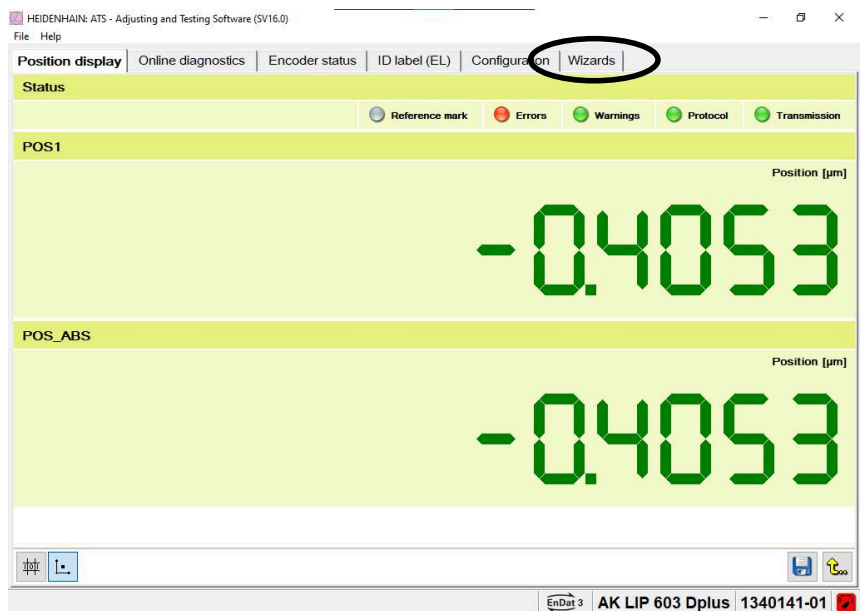 HEIDENHAIN: ATS - Adjusting and Testing Software (SV16.0)
File Help
Position display Online diagnostics Encoder status ID label (EL) Configuration Wizards
Status
Reference mark Errors Warnings Protocol Transmission
POS1
Position [µm]
-0.4053
POS_ABS
Position [µm]
-0.4053
EnDat 3 AK LIP 603 Dplus 1340141-01